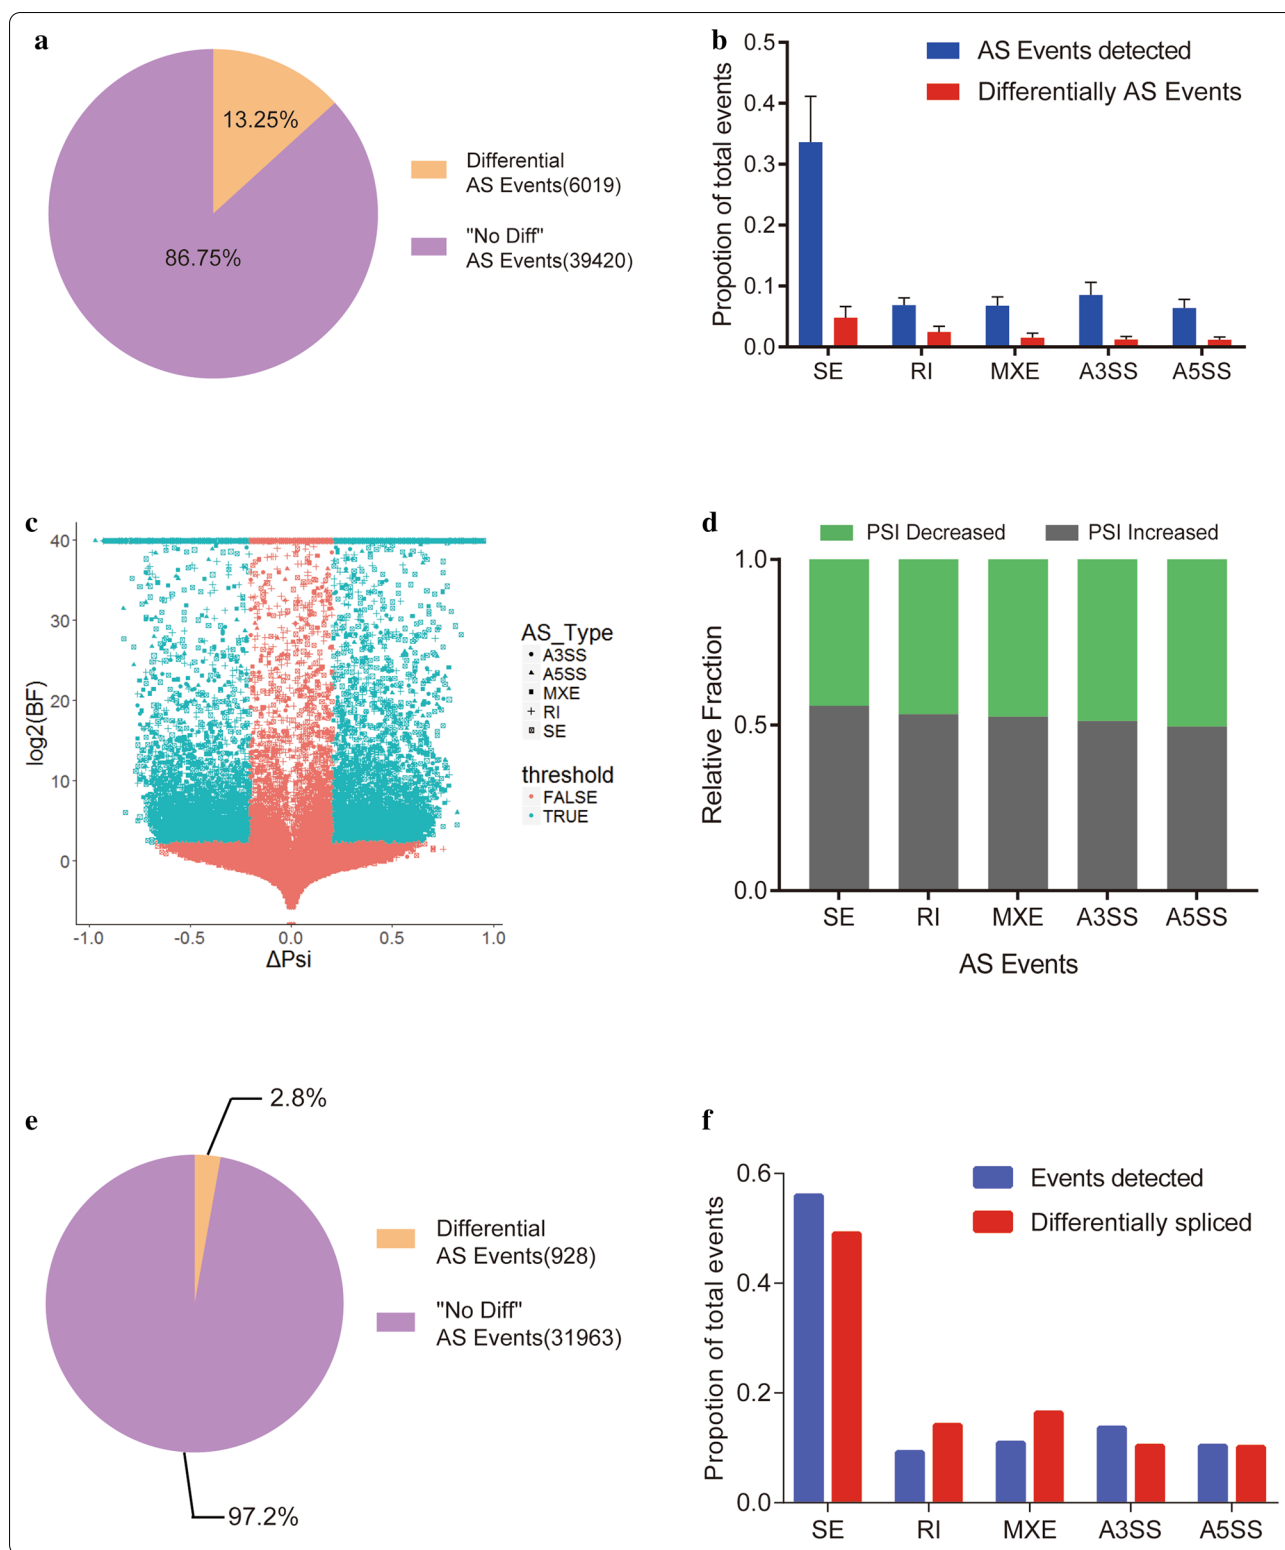 a
13.25%
86.75%
Differential
AS Events(6019)
"No Diff"
AS Events(39420)
b
Propotion of total events
0.5
0.4
0.3
0.2
0.1
0.0
AS Events detected
Differentially AS Events
SE RI MXE A3SS A5SS
c
log2(BF)
40
30
20
10
0
-1.0 -0.5 0.0 0.5 1.0
ΔPsi
AS_Type
A3SS
A5SS
MXE
RI
SE
threshold
FALSE
TRUE
d
PSI Decreased PSI Increased
Relative Fraction
1.0
0.5
0.0
SE RI MXE A3SS A5SS
AS Events
e
2.8%
97.2%
Differential
AS Events(928)
"No Diff"
AS Events(31963)
f
Propotion of total events
0.6
0.4
0.2
0.0
Events detected
Differentially spliced
SE RI MXE A3SS A5SS